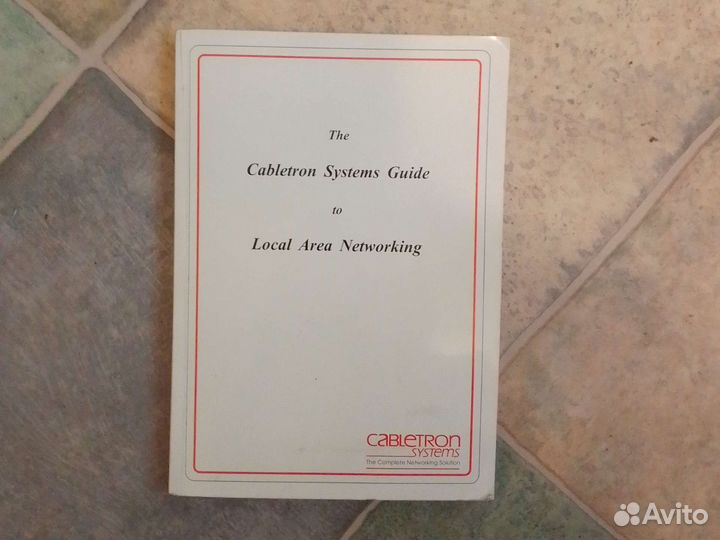 The
Cabletron Systems Guide
to
Local Area Networking
CABLETRON
SYSTEMS
The Complete Networking Solution
Avito